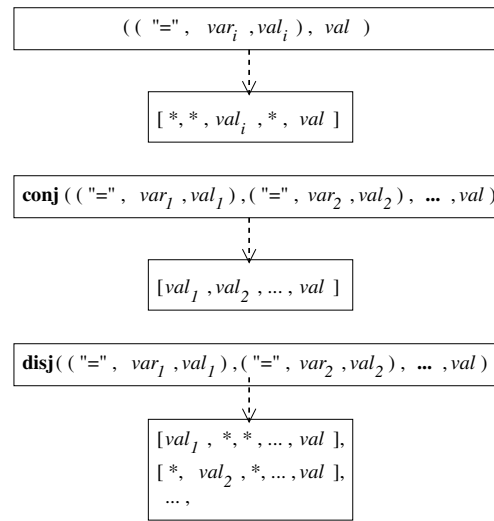 ( ( "=", var_i ,val_i ), val )
[ *, * , val_i , *, val ]
conj ( ( "=", var_1 ,val_1 ) ,( "=", var_2 ,val_2 ) , ... ,val )
[val_1 ,val_2 , ... , val ]
disj( ( "=", var_1 ,val_1 ) ,( "=", var_2 ,val_2 ) , ... ,val )
[val_1 , *, * , ... , val ],
[ *, val_2 , *, ... , val ],
... ,